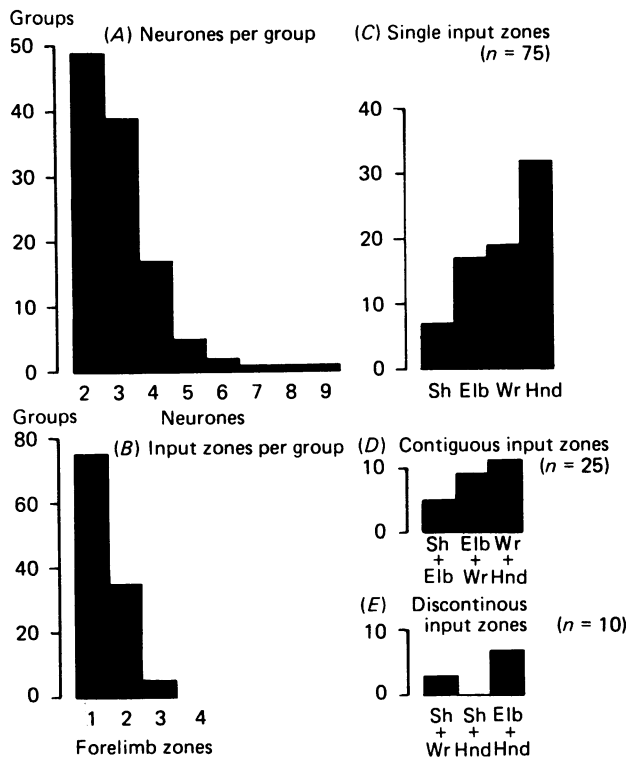 Groups
(A) Neurones per group
50
40
30
20
10
0
2 3 4 5 6 7 8 9
Neurones
(C) Single input zones
(n = 75)
40
30
20
10
0
Sh Elb Wr Hnd
Groups
(B) Input zones per group
80
60
40
20
0
1 2 3 4
Forelimb zones
(D) Contiguous input zones
(n = 25)
10
0
Sh Elb Wr
+ + +
Elb Wr Hnd
(E) Discontinous
input zones (n = 10)
10
0
Sh Sh Elb
+ + +
Wr Hnd Hnd